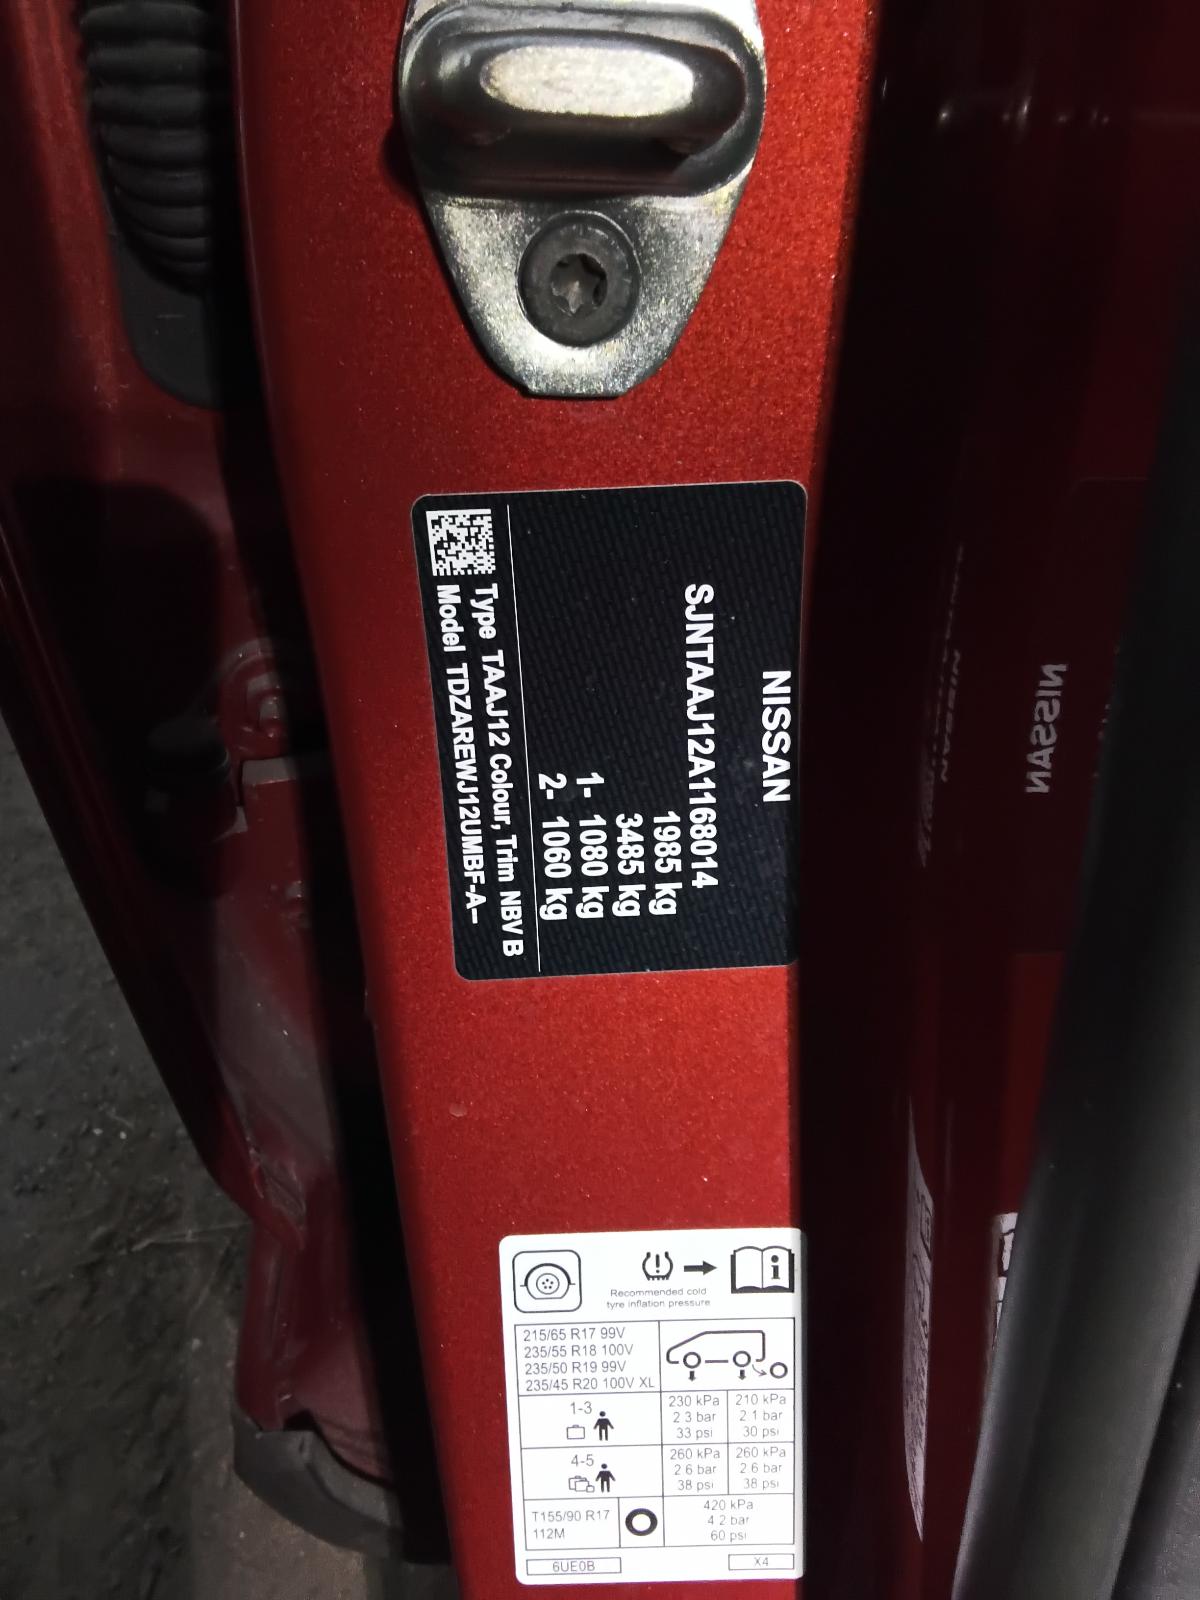 NISSAN
SJNTAAJ12A1168014
1985 kg
3485 kg
1- 1080 kg
2- 1060 kg
Type TAAJ12 Colour, Trim NBV B
Model TDZAREWJ12UMBF-A--
NISSAN
Recommended cold
tyre inflation pressure
215/65 R17 99V
235/55 R18 100V
235/50 R19 99V
235/45 R20 100V XL
1-3
230 kPa 210 kPa
2.3 bar 2.1 bar
33 psi 30 psi
4-5
260 kPa 260 kPa
2.6 bar 2.6 bar
38 psi 38 psi
T155/90 R17
112M
420 kPa
4.2 bar
60 psi
6UE0B X4